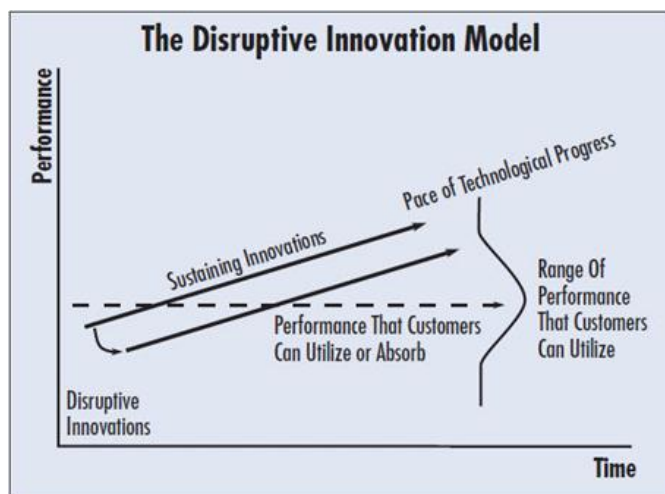 The Disruptive Innovation Model
Performance
Pace of Technological Progress
Sustaining Innovations
Range Of
Performance
That Customers
Can Utilize
Performance That Customers
Can Utilize or Absorb
Disruptive
Innovations
Time